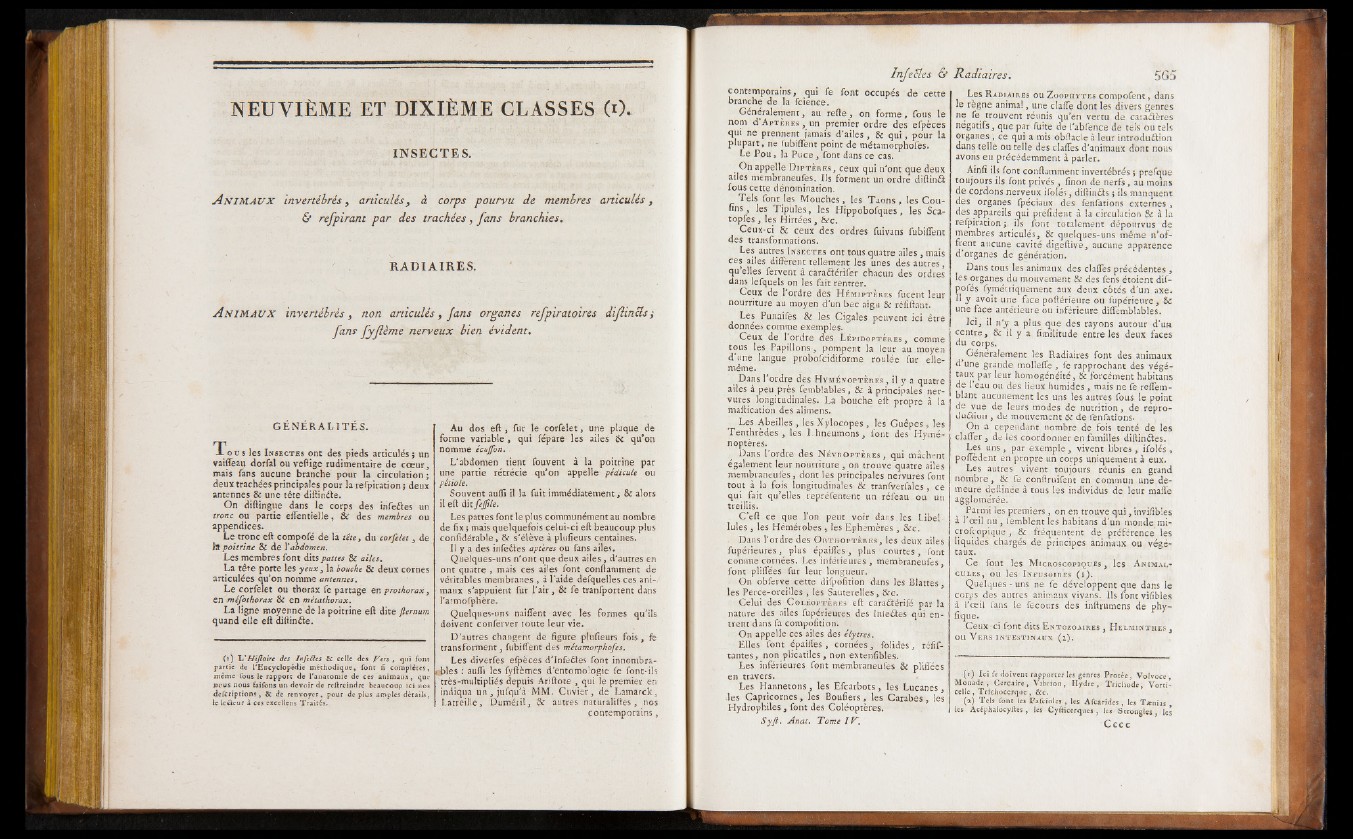 NEUVIÈME ET DIXIÈME CLASSES (1).
INSECTES.
ANIMAUX invertébrés, articulés, à corps pourvu de membres articulés,
& reſpirant par des trachées, ſans branchies.
RADIAIRES.
ANIMAUX invertébrés, non articulés, ſans organes reſpiratoires diſtincts;
ſans ſyſtème nerveux bien évident.
GÉNÉRALITÉS.
Tous les INSECTES ont des pieds articulés; un
vaiſſeau dorſal ou veſtige rudimentaire de cœur,
mais ſans aucune branche pour la circulation;
deux trachées principales pour la reſpiration; deux
antennes & une tête diſtincte.
On diſtingue dans le corps des inſectes un
tronc ou partie eſſentielle, & des membres ou
appendices.
Le tronc eſt compoſé de la tête, du corſelet, de
la poitrine & de l'abdomen.
Les membres ſont dits pattes & ailes.
La tête porte les yeux, la bouche & deux cornes
articulées qu'on nomme antennes.
Le corſelet ou thorax ſe partage en prothorax,
en méſothorax & en métathorax.
La ligne moyenne de la poitrine eſt dite ſternum
quand elle eſt diſtincte.
(1) L'Hiſtoire des Inſectes & celle des Vers, qui font
partie de l'Encyclopédie méthodique, ſont ſi complètes,
même ſous le rapport de l'anatomie de ces animaux, que
nous nous faiſons un devoir de reſtreindre beaucoup ici nos
deſcriptions, & de renvoyer, pour de plus amples détails,
le lecteur à ces excellens Traités.
Au dos eſt, ſur le corſelet, une plaque de
forme variable, qui ſépare les ailes & qu'on
nomme écuſſon.
L'abdomen tient ſouvent à la poitrine par
une partie rétrécie qu'on appelle pédicule ou
pétiole.
Souvent auſſi il la ſuit immédiatement, & alors
il eſt dit ſeſſile.
Les pattes ſont le plus communément au nombre
de ſix; mais quelquefois celui-ci eſt beaucoup plus
conſidérable, & s'élève à pluſieurs centaines.
Il y a des inſectes aptères ou ſans ailes.
Quelques-uns n'ont que deux ailes, d'autres en
ont quatre, mais ces ailes ſont conſtamment de
véritables membranes, à l'aide deſquelles ces ani-
maux s'appuient ſur l'air, & ſe tranſportent dans
l'atmoſphère.
Quelques-uns naiſſent avec les formes qu'ils
doivent conſerver toute leur vie.
D'autres changent de figure pluſieurs fois, ſe
transforment, ſubiſſent des métamorphoſes.
Les diverſes eſpèces d'inſectes ſont innombra-
bles: auſſi les ſyſtèmes d'entomologie ſe ſont-ils
très-multipliés depuis Ariſtote, qui le premier en
indiqua un, juſqu'à MM. Cuvier, de Lamarck,
Latreille, Duméril, & autres naturaliſtes, nos
contemporains,
Inſectes & Radiaires. 565
contemporains, qui ſe ſont occupés de cette
branche de la ſcience.
Généralement, au reſte, on forme, ſous le
nom d'APTÈRES, un premier ordre des eſpèces
qui ne prennent jamais d'ailes, & qui, pour la
plupart, ne ſubiſſent point de métamorphoſes.
Le Pou, la Puce, ſont dans ce cas.
On appelle DIPTÈRES, ceux qui n'ont que deux
ailes membraneuſes. Ils forment un ordre diſtinct
ſous cette dénomination.
Tels ſont les Mouches, les Taons, les Cou-
ſins, les Tipules, les Hippoboſques, les Sca-
topſes, les Hirtées, &c.
Ceux-ci & ceux des ordres ſuivans ſubiſſent
des transformations.
Les autres INSECTES ont tous quatre ailes, mais
ces ailes diffèrent tellement les unes des autres,
qu'elles ſervent à caractériſer chacun des ordres
dans leſquels on les fait rentrer.
Ceux de l'ordre des HÉMIPTÈRES ſucent leur
nourriture au moyen d'un bec aigu & réſiſtant.
Les Punaiſes & les Cigales peuvent ici être
données comme exemples.
Ceux de l'ordre des LÉPIDOPTÈRES, comme
tous les Papillons, pompent la leur au moyen
d'une langue proboſcidiforme roulée ſur elle-
même.
Dans l'ordre des HYMÉNOPTÈRES, il y a quatre
ailes à peu près ſemblables, & à principales ner-
vures longitudinales. La bouche eſt propre à la
maſtication des alimens.
Les Abeilles, les Xylocopes, les Guêpes, les
Tenthrèdes, les Ichneumons, ſont des Hymé-
noptères.
Dans l'ordre des NÉVROPTÈRES, qui mâchent
également leur nourriture, on trouve quatre ailes
membraneuſes, dont les principales nervures ſont
tout à la fois longitudinales & tranſverſales, ce
qui fait qu'elles repréſentent un réſeau ou un
treillis.
C'eſt ce que l'on peut voir dans les Libel-
lules, les Hémérobes, les Ephémères, &c.
Dans l'ordre des ORTHOPTÈRES, les deux ailes
ſupérieures, plus épaiſſes, plus courtes, ſont
comme cornées. Les inférieures, membraneuſes,
ſont pliſſées ſur leur longueur.
On obſerve cette diſpoſition dans les Blattes,
les Perce-oreilles, les Sauterelles, &c.
Celui des COLÉOPTÈRES eſt caractériſé par la
nature des ailes ſupérieures des Inſectes qui en-
trent dans ſa compoſition.
On appelle ces ailes des élytres.
Elles ſont épaiſſes, cornées, ſolides, réſiſ-
tantes, non plicatiles, non extenſibles.
Les inférieures ſont membraneuſes & pliſſées
en travers.
Les Hannetons, les Eſcarbots, les Lucanes,
les Capricornes, les Bouſiers, les Carabes, les
Hydrophiles, ſont des Coléoptères.
Syſt. Anat. Tome IV.
Les RADIAIRES ou ZOOPHYTES compoſent, dans
le règne animal, une claſſe dont les divers genres
ne ſe trouvent réunis qu'en vertu de caractères
négatifs, que par ſuite de l'abſence de tels ou tels
organes, ce qui a mis obſtacle à leur introduction
dans telle ou telle des claſſes d'animaux dont nous
avons eu précédemment à parler.
Ainſi ils ſont conſtamment invertébrés; preſque
toujours ils ſont privés, ſinon de nerfs, au moins
de cordons nerveux iſolés, diſtincts; ils manquent
des organes ſpéciaux des ſenſations externes,
des appareils qui préſident à la circulation & à la
reſpiration; ils ſont totalement dépourvus de
membres articulés, & quelques-uns même n'of-
frent aucune cavité digeſtive, aucune apparence
d'organes de génération.
Dans tous les animaux des claſſes précédentes,
les organes du mouvement & des ſens étoient diſ-
poſés ſymétriquement aux deux côtés d'un axe.
Il y avoit une face poſtérieure ou ſupérieure, &
une face antérieure ou inférieure diſſemblables.
Ici, il n'y a plus que des rayons autour d'un
centre, & il y a ſimilitude entre les deux faces
du corps.
Généralement les Radiaires ſont des animaux
d'une grande molleſſe, ſe rapprochant des végé-
taux par leur homogénéité, & forcément habitans
de l'eau ou des lieux humides, mais ne ſe reſſem-
blant aucunement les uns les autres ſous le point
de vue de leurs modes de nutrition, de repro-
duction, de mouvement & de ſenſations.
On a cependant nombre de fois tenté de les
claſſer, de les coordonner en familles diſtinctes.
Les uns, par exemple, vivent libres, iſolés,
poſſèdent en propre un corps uniquement à eux.
Les autres vivent toujours réunis en grand
nombre, & ſe conſtruiſent en commun une de-
meure deſtinée à tous les individus de leur maſſe
agglomérée.
Parmi les premiers, on en trouve qui, inviſibles
à l'œil nu, ſemblent les habitans d'un monde mi-
croſcopique, & fréquentent de préférence les
liquides chargés de principes animaux ou végé-
taux.
Ce ſont les MICROSCOPIQUES, les ANIMAL-
CULES, ou les INFUSOIRES (1).
Quelques-uns ne ſe développent que dans le
corps des autres animaux vivans. Ils ſont viſibles
à l'œil ſans le ſecours des inſtrumens de phy-
ſique.
Ceux-ci ſont dits ENTOZOAIRES, HELMINTHES,
ou VERS INTESTINAUX (2).
(1) Ici ſe doivent rapporter les genres Protée, Volvoce,
Monade, Cercaire, Vibrion, Hydre, Trichode, Vorti-
celle, Trichocerque, &c.
(2) Tels ſont les Faſcioles, les Aſcarides, les Tænias,
les Acéphalocyſtes, les Cyſticerques, les Strongles, les
Cccc